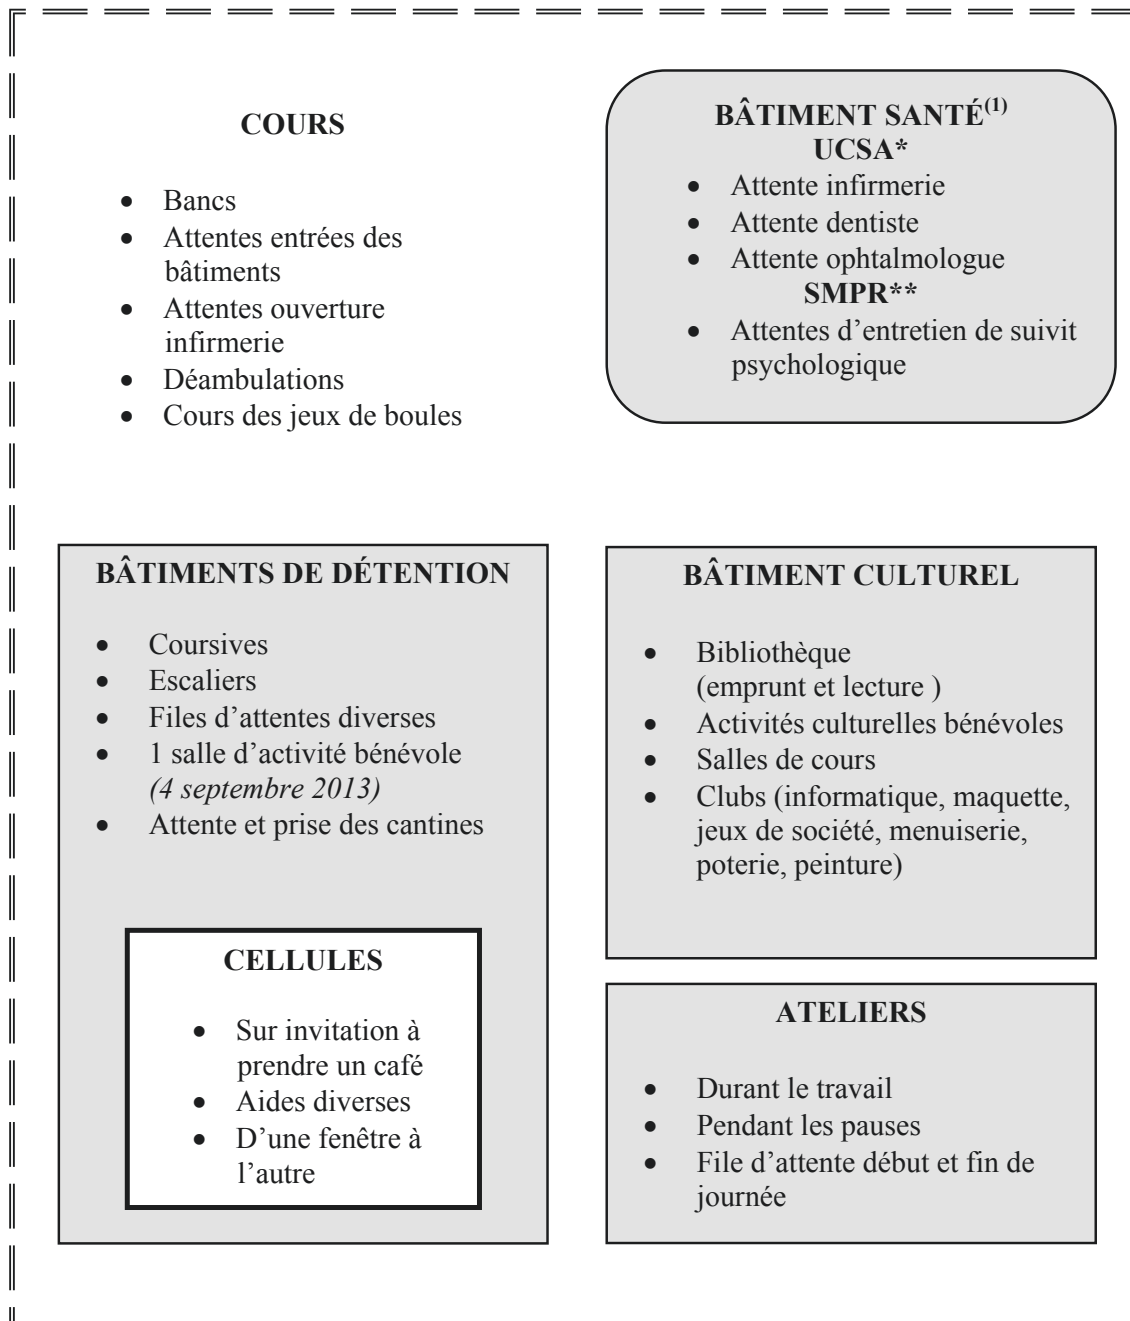 COURS
• Bancs
• Attentes entrées des
bâtiments
• Attentes ouverture
infirmerie
• Déambulations
• Cours des jeux de boules
BÂTIMENT SANTÉ(1)
UCSA*
• Attente infirmerie
• Attente dentiste
• Attente ophtalmologue
SMPR**
• Attentes d’entretien de suivit
psychologique
BÂTIMENTS DE DÉTENTION
• Coursives
• Escaliers
• Files d’attentes diverses
• 1 salle d’activité bénévole
(4 septembre 2013)
• Attente et prise des cantines
CELLULES
• Sur invitation à
prendre un café
• Aides diverses
• D’une fenêtre à
l’autre
BÂTIMENT CULTUREL
• Bibliothèque
(emprunt et lecture )
• Activités culturelles bénévoles
• Salles de cours
• Clubs (informatique, maquette,
jeux de société, menuiserie,
poterie, peinture)
ATELIERS
• Durant le travail
• Pendant les pauses
• File d’attente début et fin de
journée